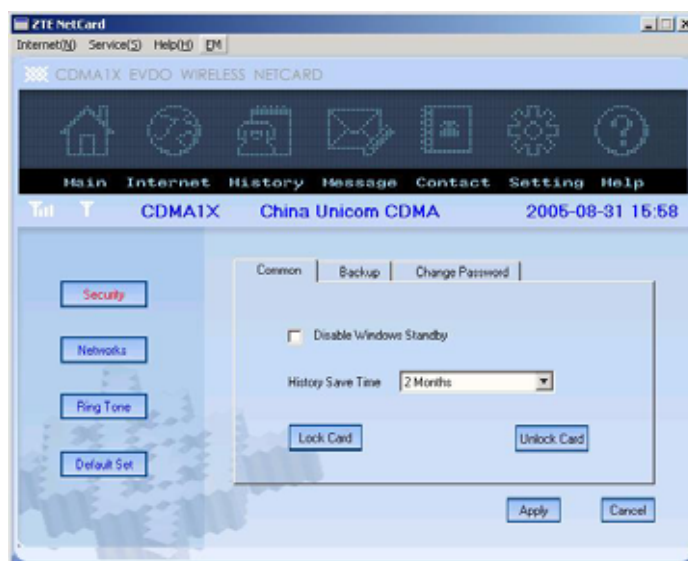 ZTE NetCard
Internet(N) Service(S) Help(H) EM
CDMA1X EVDO WIRELESS NETCARD
Main Internet History Message Contact Setting Help
CDMA1X China Unicom CDMA 2005-08-31 15:58
Common Backup Change Password
Security
Disable Windows Standby
Networks
History Save Time 2 Months
Ring Tone
Lock Card Unlock Card
Default Set
Apply Cancel